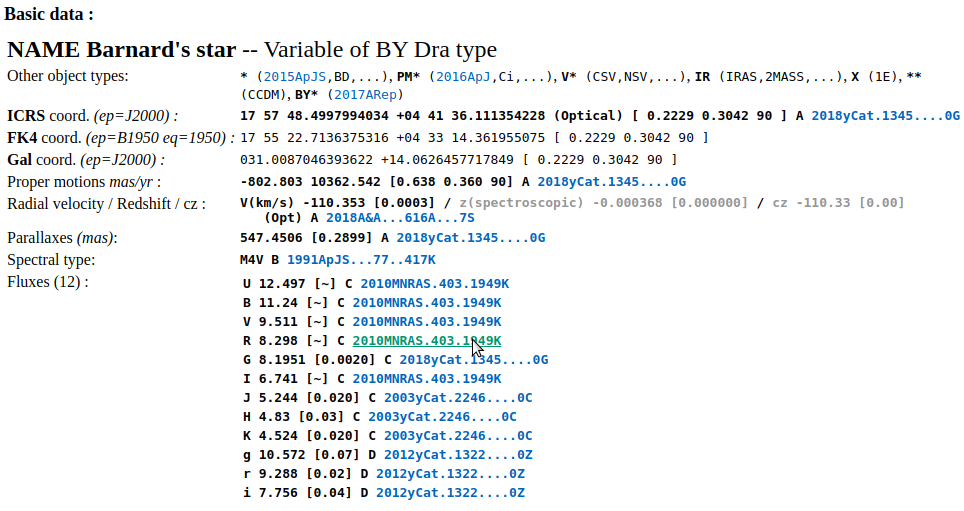 Basic data :
NAME Barnard's star -- Variable of BY Dra type
Other object types: * (2015ApJS,BD,...), PM* (2016ApJ,Ci,...), V* (CSV,NSV,...), IR (IRAS,2MASS,...), X (1E), **
(CCDM), BY* (2017ARep)
ICRS coord. (ep=J2000) : 17 57 48.4997994034 +04 41 36.111354228 (Optical) [ 0.2229 0.3042 90 ] A 2018yCat.1345....0G
FK4 coord. (ep=B1950 eq=1950) : 17 55 22.7136375316 +04 33 14.361955075 [ 0.2229 0.3042 90 ]
Gal coord. (ep=J2000) : 031.0087046393622 +14.0626457717849 [ 0.2229 0.3042 90 ]
Proper motions mas/yr : -802.803 10362.542 [0.638 0.360 90] A 2018yCat.1345....0G
Radial velocity / Redshift / cz : V(km/s) -110.353 [0.0003] / z(spectroscopic) -0.000368 [0.000000] / cz -110.33 [0.00]
(Opt) A 2018A&A...616A...7S
Parallaxes (mas): 547.4506 [0.2899] A 2018yCat.1345....0G
Spectral type: M4V B 1991ApJS...77..417K
Fluxes (12) : U 12.497 [~] C 2010MNRAS.403.1949K
B 11.24 [~] C 2010MNRAS.403.1949K
V 9.511 [~] C 2010MNRAS.403.1949K
R 8.298 [~] C 2010MNRAS.403.1949K
G 8.1951 [0.0020] C 2018yCat.1345....0G
I 6.741 [~] C 2010MNRAS.403.1949K
J 5.244 [0.020] C 2003yCat.2246....0C
H 4.83 [0.03] C 2003yCat.2246....0C
K 4.524 [0.020] C 2003yCat.2246....0C
g 10.572 [0.07] D 2012yCat.1322....0Z
r 9.288 [0.02] D 2012yCat.1322....0Z
i 7.756 [0.04] D 2012yCat.1322....0Z